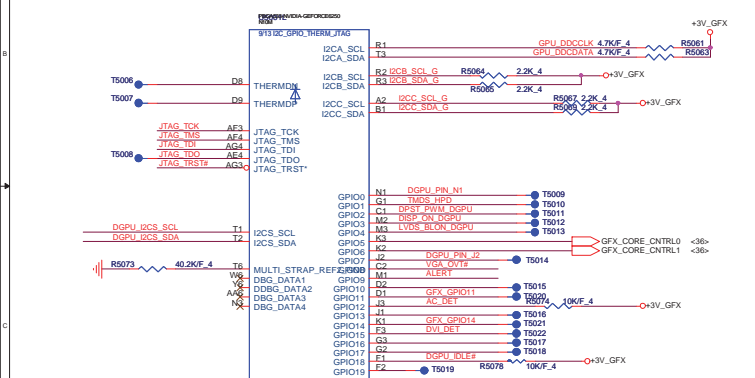 +3V_GFX
9/13 I2C_GPIO_THERM_JTAG
B
I2CA_SCL R1 GPU_DDCCLK 4.7K/F_4 R5061
I2CA_SDA T3 GPU_DDCDATA 4.7K/F_4 R5063
I2CB_SCL R2 I2CB_SCL_G R5064 2.2K_4 +3V_GFX
I2CB_SDA R3 I2CB_SDA_G R5065 2.2K_4
T5006 D8 THERMDN
T5007 D9 THERMDP
I2CC_SCL A2 I2CC_SCL_G R5067 2.2K_4 +3V_GFX
I2CC_SDA B1 I2CC_SDA_G R5069 2.2K_4
JTAG_TCK AF3 JTAG_TCK
JTAG_TMS AF4 JTAG_TMS
JTAG_TDI AG4 JTAG_TDI
T5008 JTAG_TDO AE4 JTAG_TDO
JTAG_TRST# AG3 JTAG_TRST*
GPIO0 N1 DGPU_PIN_N1 T5009
GPIO1 G1 TMDS_HPD T5010
GPIO2 C1 DPST_PWM_DGPU T5011
GPIO3 M2 DISP_ON_DGPU T5012
GPIO4 M3 LVDS_BLON_DGPU T5013
DGPU_I2CS_SCL T1 I2CS_SCL
DGPU_I2CS_SDA T2 I2CS_SDA
GPIO5 K3 GFX_CORE_CNTRL0 <36>
GPIO6 K2 GFX_CORE_CNTRL1 <36>
GPIO7 J2 DGPU_PIN_J2 T5014
R5073 40.2K/F_4 T6 MULTI_STRAP_REF2_GND
C2 VGA_OVT#
GPIO9 M1 ALERT
DBG_DATA1
DDBG_DATA2
DBG_DATA3
DBG_DATA4
GPIO10 D2 T5015
GPIO11 D1 GFX_GPIO11 T5020
GPIO12 J3 AC_DET R5074 10K/F_4 +3V_GFX
GPIO13 J1 T5016
GPIO14 K1 GFX_GPIO14 T5021
GPIO15 F3 DVI_DET T5022
GPIO16 G3 T5017
GPIO17 G2 T5018
GPIO18 F1 DGPU_IDLE# R5078 10K/F_4 +3V_GFX
GPIO19 F2 T5019
C